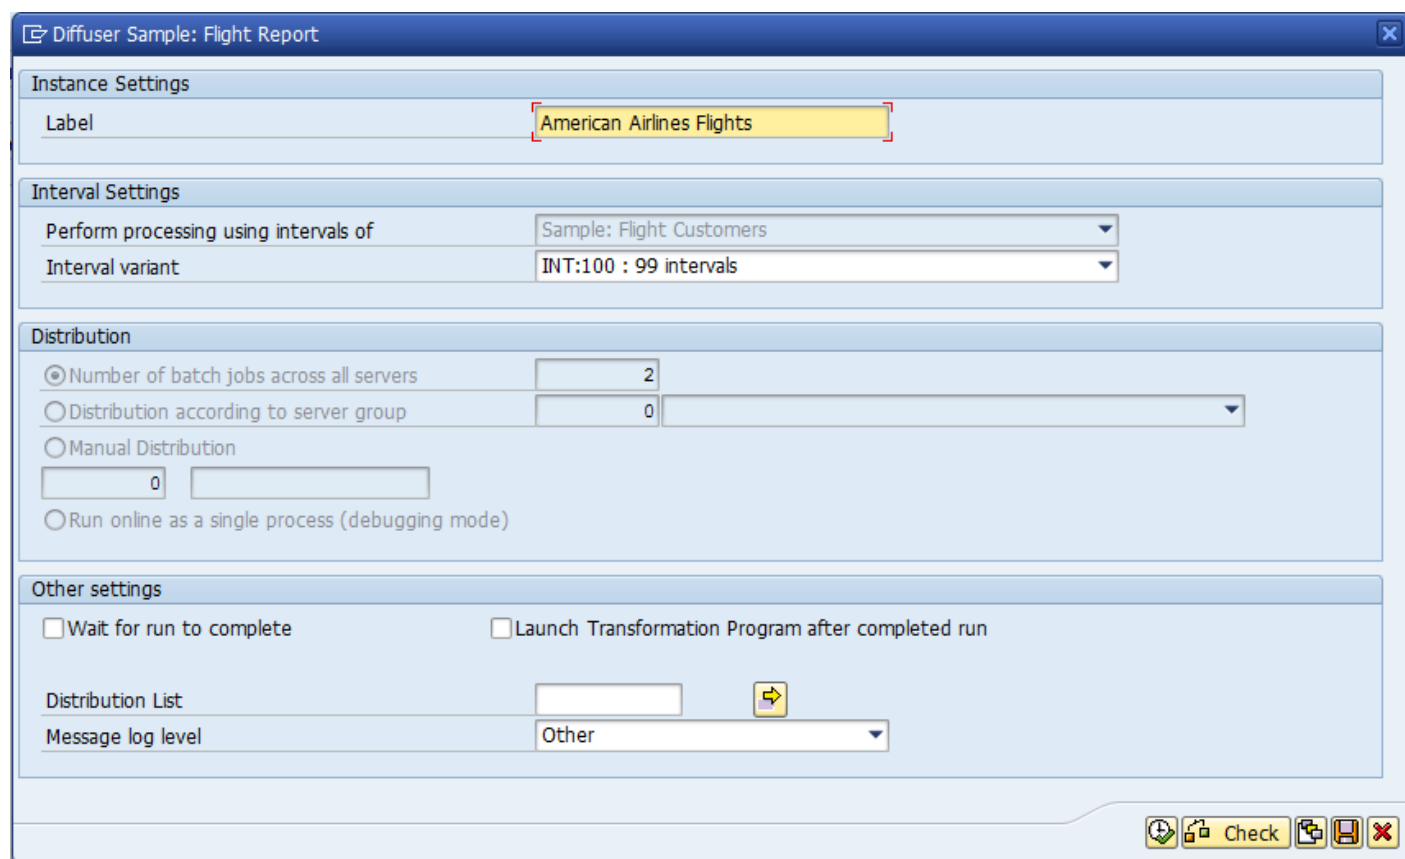 Diffuser Sample: Flight Report
Instance Settings
Label American Airlines Flights
Interval Settings
Perform processing using intervals of Sample: Flight Customers
Interval variant INT:100 : 99 intervals
Distribution
Number of batch jobs across all servers 2
Distribution according to server group 0
Manual Distribution
0
Run online as a single process (debugging mode)
Other settings
Wait for run to complete Launch Transformation Program after completed run
Distribution List
Message log level Other
Check